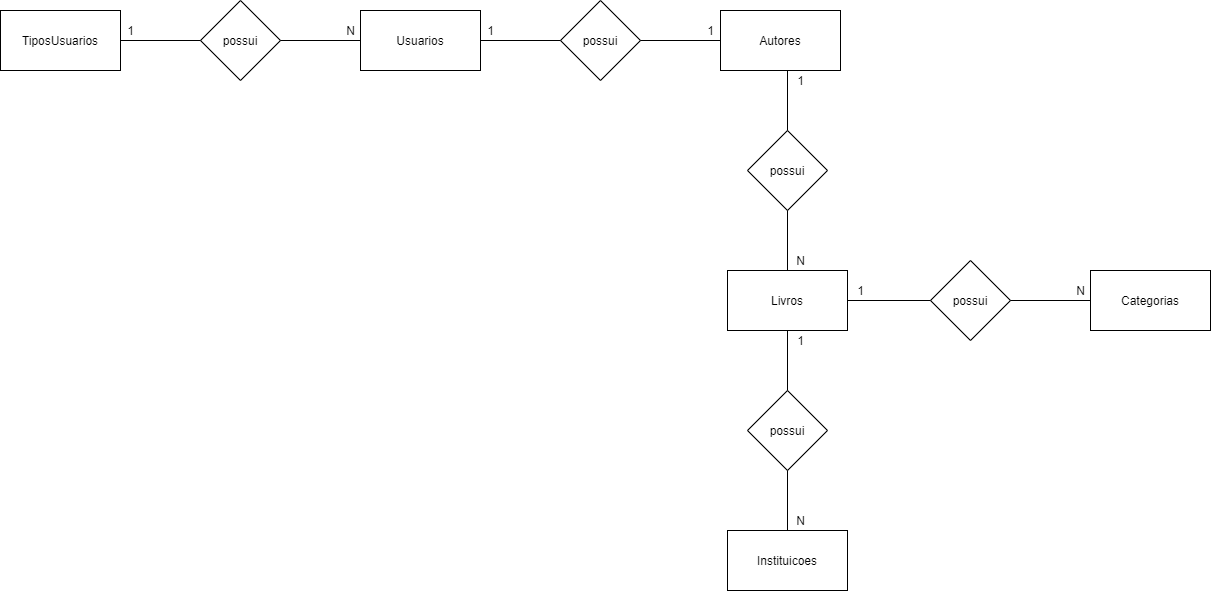 TiposUsuarios 1 possui N Usuarios 1 possui 1 Autores
1
possui
N
Livros 1 possui N Categorias
1
possui
N
Instituicoes